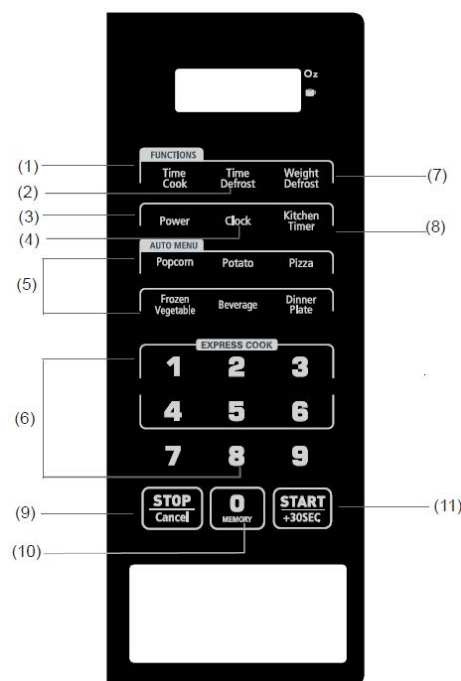 Oz
FUNCTIONS
(1)
Time Cook
Time Defrost
Weight Defrost
(2)
(7)
(3)
Power
Clock
Kitchen Timer
(4)
(8)
AUTO MENU
(5)
Popcorn
Potato
Pizza
Frozen Vegetable
Beverage
Dinner Plate
EXPRESS COOK
1 2 3
(6)
4 5 6
7 8 9
(9)
STOP
Cancel
0
MEMORY
START
+30SEC
(11)
(10)